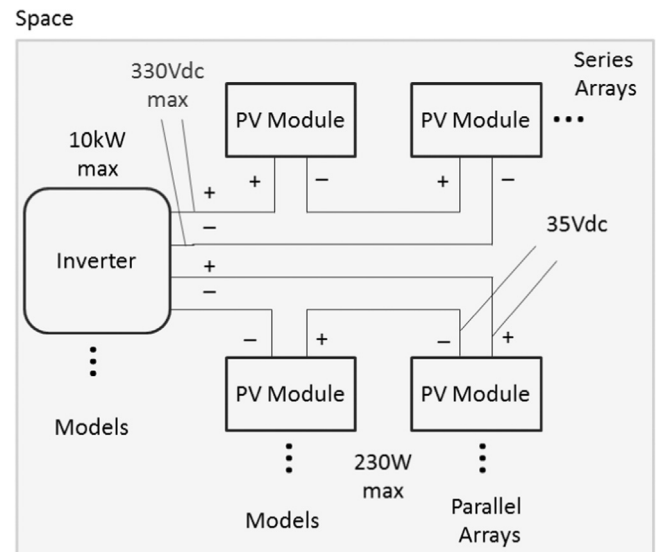 Space
330Vdc
max
Series
Arrays
10kW
max
PV Module
PV Module
+
−
+
−
+
−
Inverter
35Vdc
+
−
−
+
−
+
PV Module
PV Module
Models
230W
max
Models
Parallel
Arrays